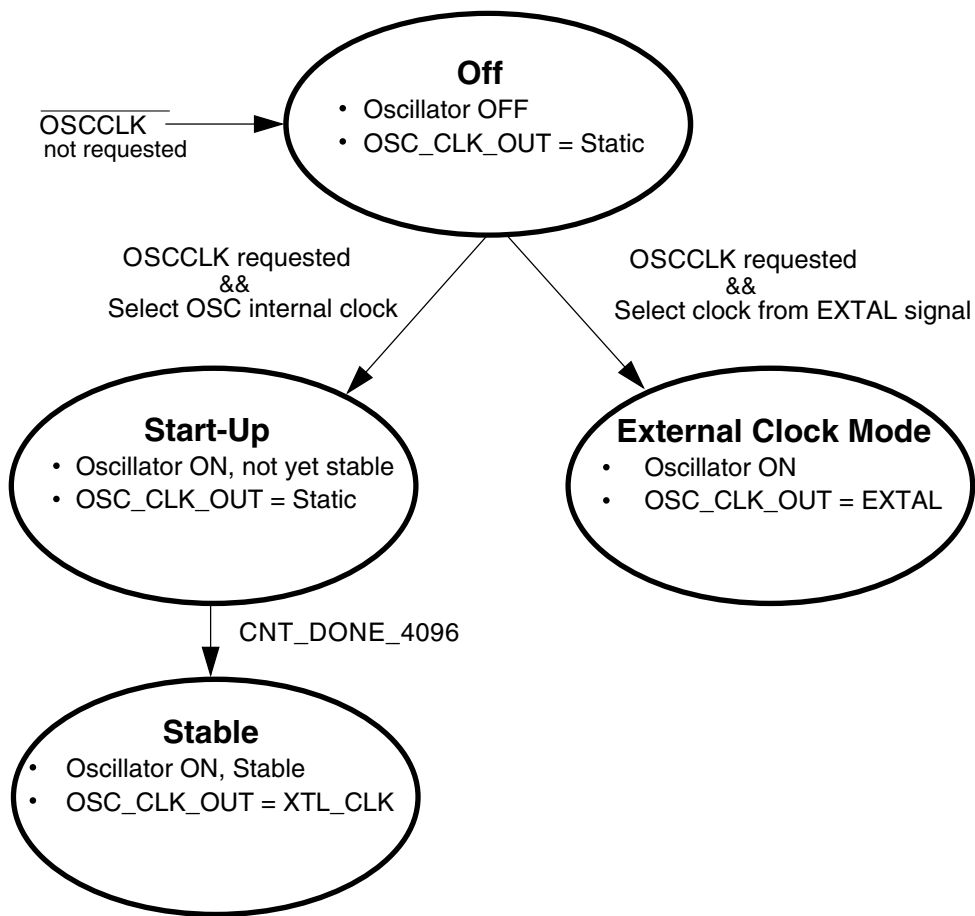 Off
• Oscillator OFF
• OSC_CLK_OUT = Static
OSCCLK
not requested
OSCCLK requested
&&
Select OSC internal clock
OSCCLK requested
&&
Select clock from EXTAL signal
Start-Up
• Oscillator ON, not yet stable
• OSC_CLK_OUT = Static
External Clock Mode
• Oscillator ON
• OSC_CLK_OUT = EXTAL
CNT_DONE_4096
Stable
• Oscillator ON, Stable
• OSC_CLK_OUT = XTL_CLK